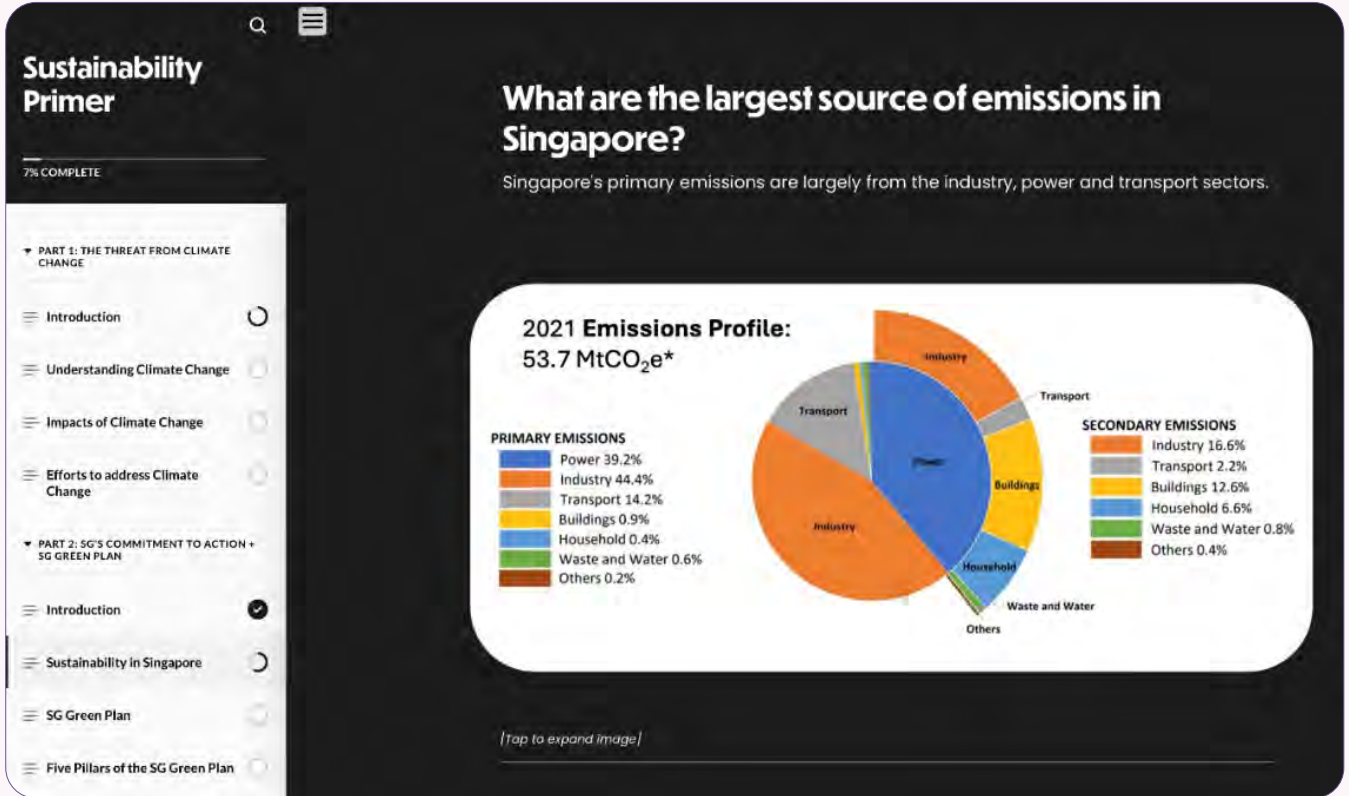 Sustainability
Primer
7% COMPLETE
PART 1: THE THREAT FROM CLIMATE
CHANGE
Introduction
Understanding Climate Change
Impacts of Climate Change
Efforts to address Climate
Change
PART 2: SG'S COMMITMENT TO ACTION +
SG GREEN PLAN
Introduction
Sustainability in Singapore
SG Green Plan
Five Pillars of the SG Green Plan
What are the largest source of emissions in
Singapore?
Singapore's primary emissions are largely from the industry, power and transport sectors.
2021 Emissions Profile:
53.7 MtCO₂e*
PRIMARY EMISSIONS
Power 39.2%
Industry 44.4%
Transport 14.2%
Buildings 0.9%
Household 0.4%
Waste and Water 0.6%
Others 0.2%
Industry
Transport
Transport
Power
Buildings
Industry
Household
Waste and Water
Others
SECONDARY EMISSIONS
Industry 16.6%
Transport 2.2%
Buildings 12.6%
Household 6.6%
Waste and Water 0.8%
Others 0.4%
[Tap to expand image]